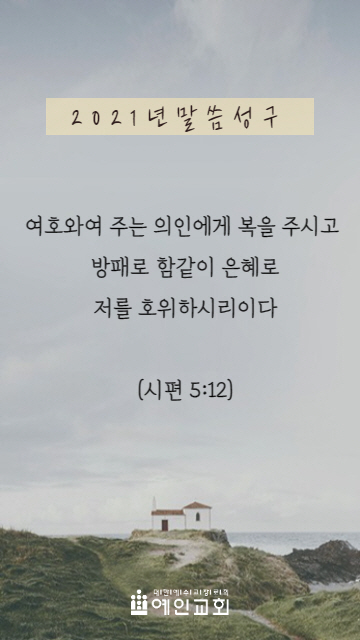 2021년말씀성구
여호와여 주는 의인에게 복을 주시고
방패로 함같이 은혜로
저를 호위하시리이다
(시편 5:12)
예인교회